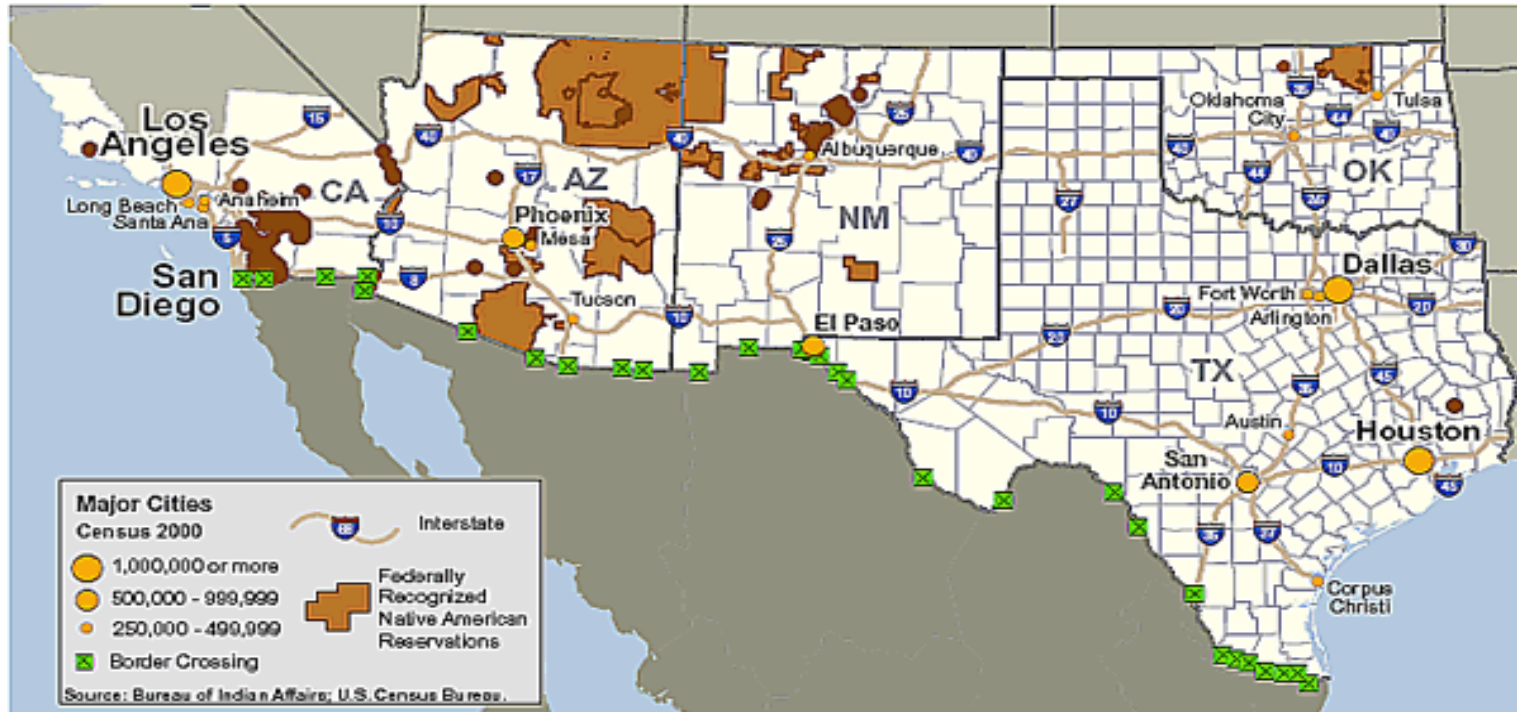 Los
Angeles
Long Beach
Anaheim
Santa Ana
San
Diego
CA
15
40
10
5
8
AZ
17
Phoenix
Mesa
Tucson
10
40
NM
25
Albuquerque
40
25
El Paso
10
27
Oklahoma
City
35
44
Tulsa
40
40
44
OK
35
30
Dallas
Fort Worth
Arlington
20
20
20
TX
35
45
10
Austin
Houston
San
Antonio
10
45
35
37
Corpus
Christi
Major Cities
Census 2000
1,000,000 or more
500,000 - 999,999
250,000 - 499,999
Border Crossing
Interstate
Federally
Recognized
Native American
Reservations
Source: Bureau of Indian Affairs; U.S. Census Bureau.